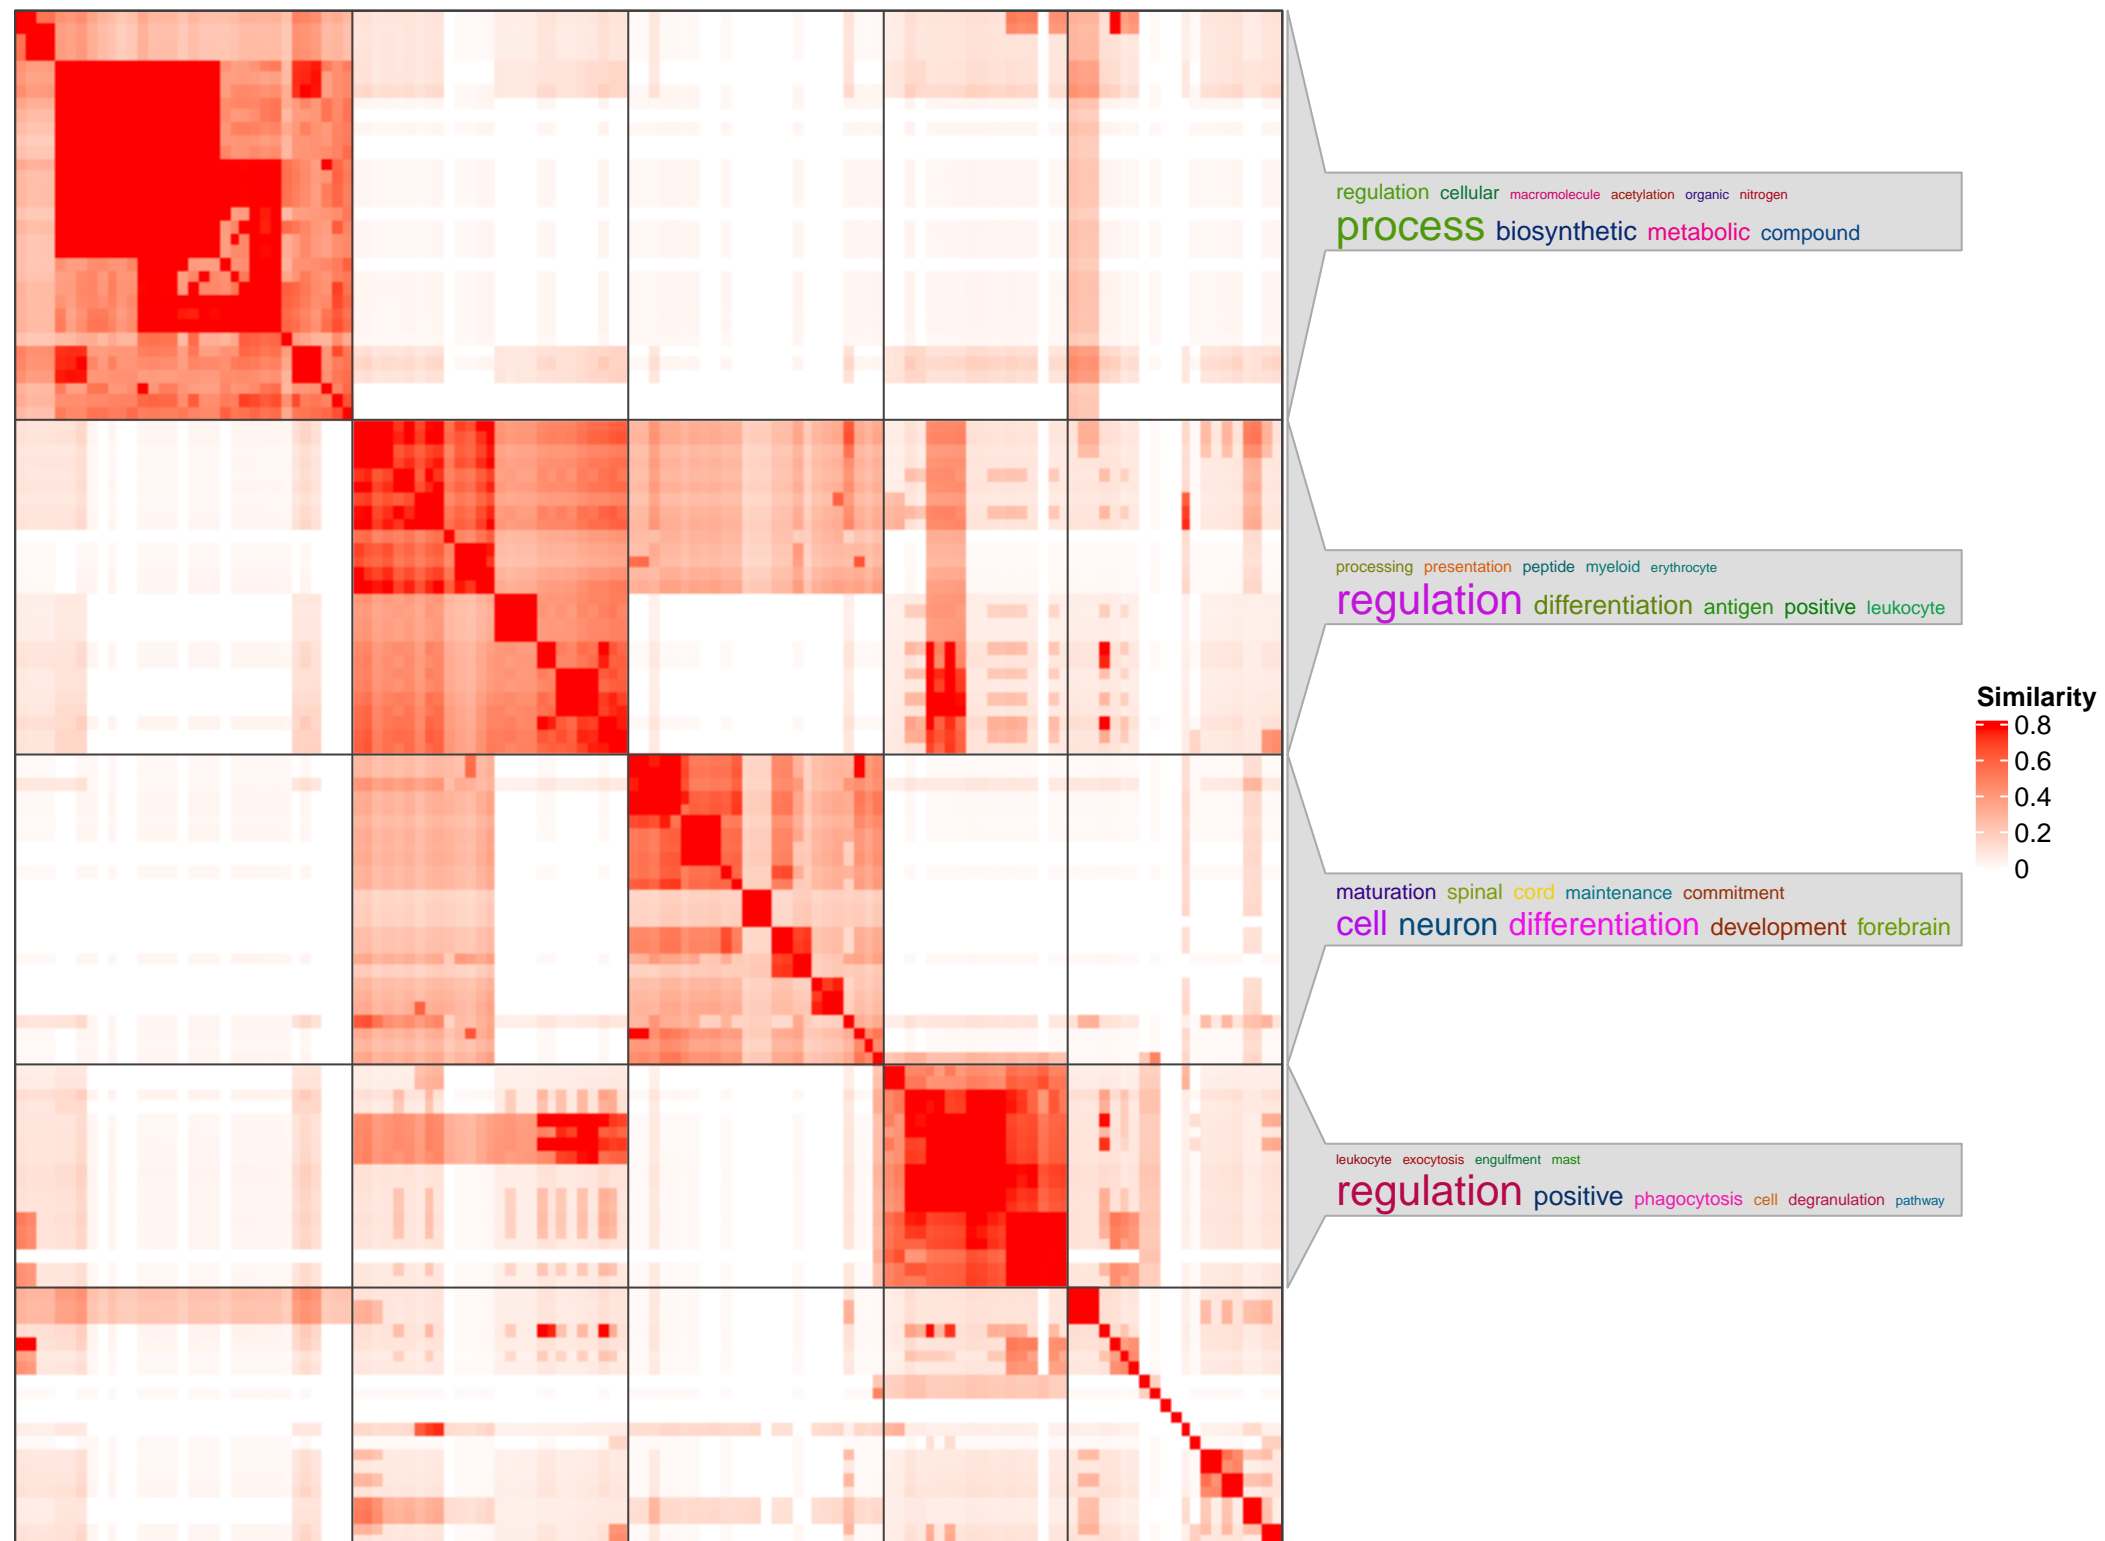 regulation cellular macromolecule acetylation organic nitrogen
process biosynthetic metabolic compound
processing presentation peptide myeloid erythrocyte
regulation differentiation antigen positive leukocyte
Similarity
0.8
0.6
0.4
0.2
0
maturation spinal cord maintenance commitment
cell neuron differentiation development forebrain
leukocyte exocytosis engulfment mast
regulation positive phagocytosis cell degranulation pathway